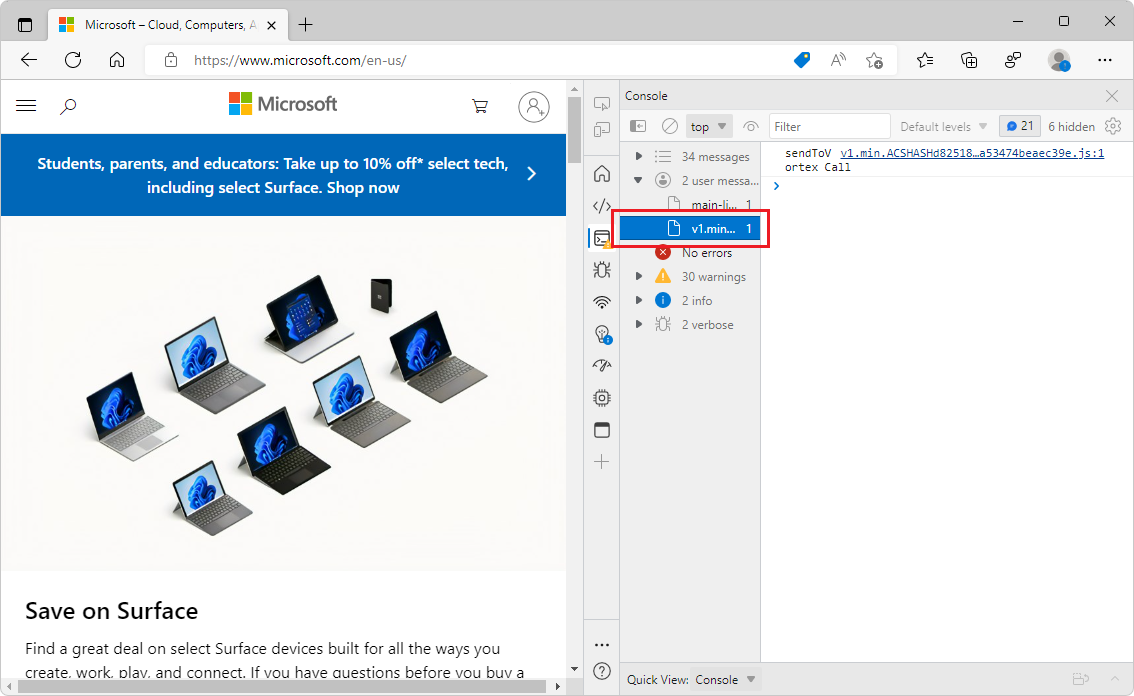 Microsoft – Cloud, Computers, A
https://www.microsoft.com/en-us/
Microsoft
Students, parents, and educators: Take up to 10% off* select tech,
including select Surface. Shop now
Save on Surface
Find a great deal on select Surface devices built for all the ways you
create, work, play, and connect. If you have questions before you buy a
Console
top
Filter
Default levels
21
6 hidden
34 messages
2 user messa...
main-li... 1
v1.min... 1
No errors
30 warnings
2 info
2 verbose
sendToV v1.min.ACSHASHd82518…a53474beaec39e.js:1
ortex Call
Quick View: Console